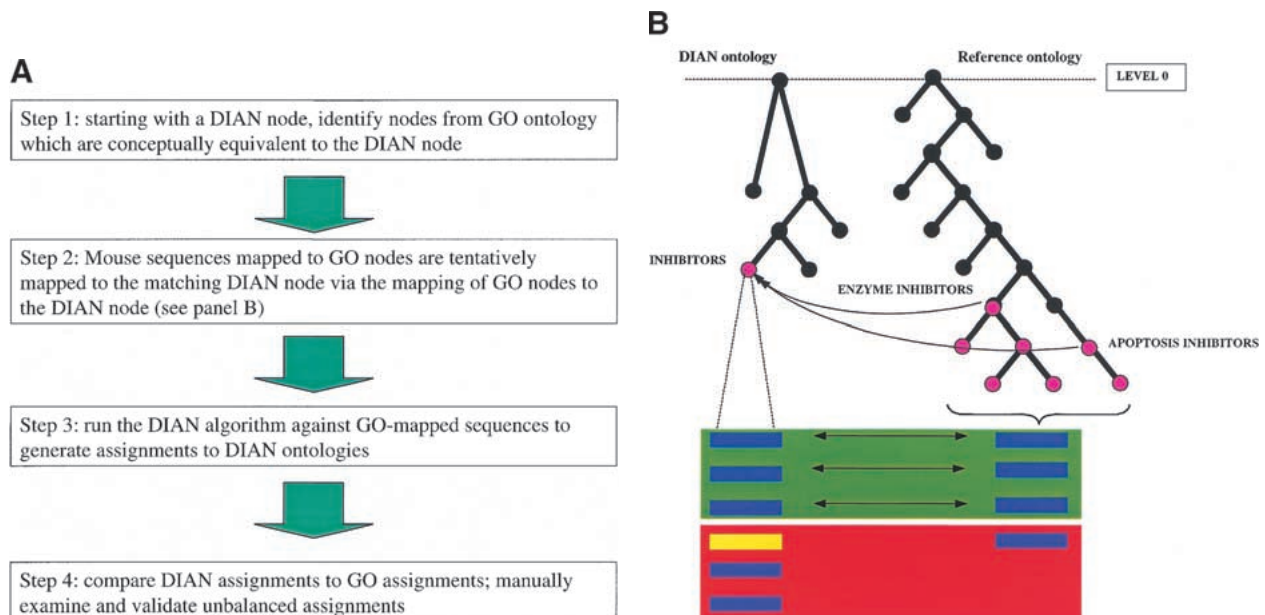 A
Step 1: starting with a DIAN node, identify nodes from GO ontology
which are conceptually equivalent to the DIAN node
Step 2: Mouse sequences mapped to GO nodes are tentatively
mapped to the matching DIAN node via the mapping of GO nodes to
the DIAN node (see panel B)
Step 3: run the DIAN algorithm against GO-mapped sequences to
generate assignments to DIAN ontologies
Step 4: compare DIAN assignments to GO assignments; manually
examine and validate unbalanced assignments
B
DIAN ontology
Reference ontology
LEVEL 0
INHIBITORS
ENZYME INHIBITORS
APOPTOSIS INHIBITORS